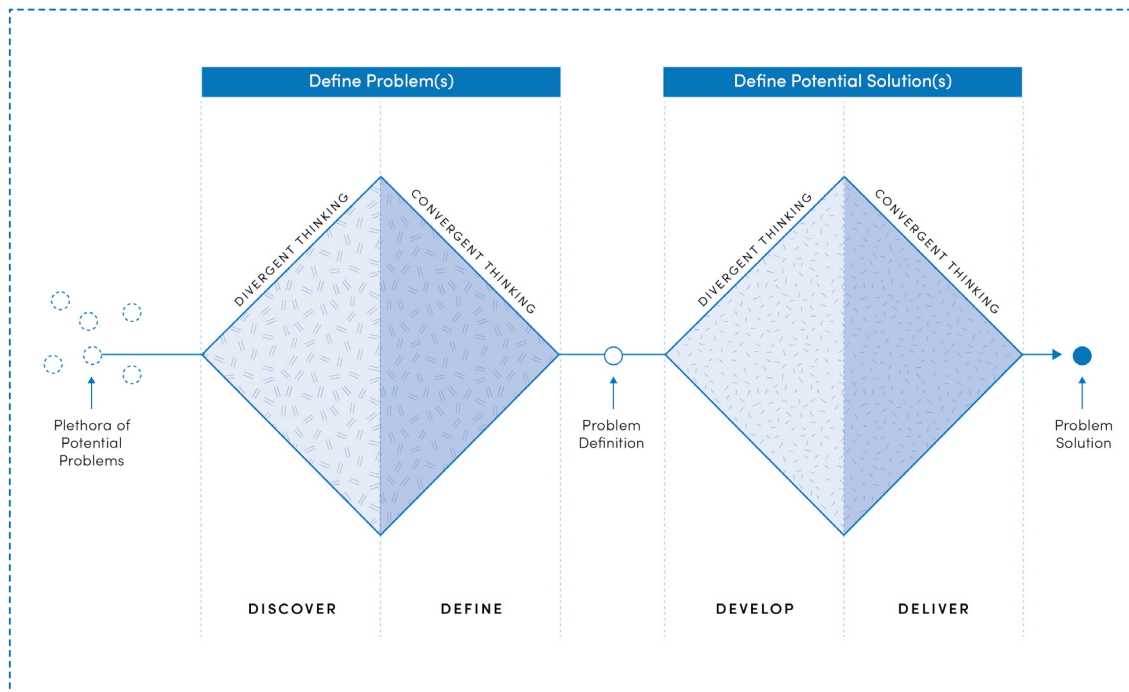 Define Problem(s)
Define Potential Solution(s)
DIVERGENT THINKING
CONVERGENT THINKING
DIVERGENT THINKING
CONVERGENT THINKING
Plethora of
Potential
Problems
Problem
Definition
Problem
Solution
DISCOVER
DEFINE
DEVELOP
DELIVER